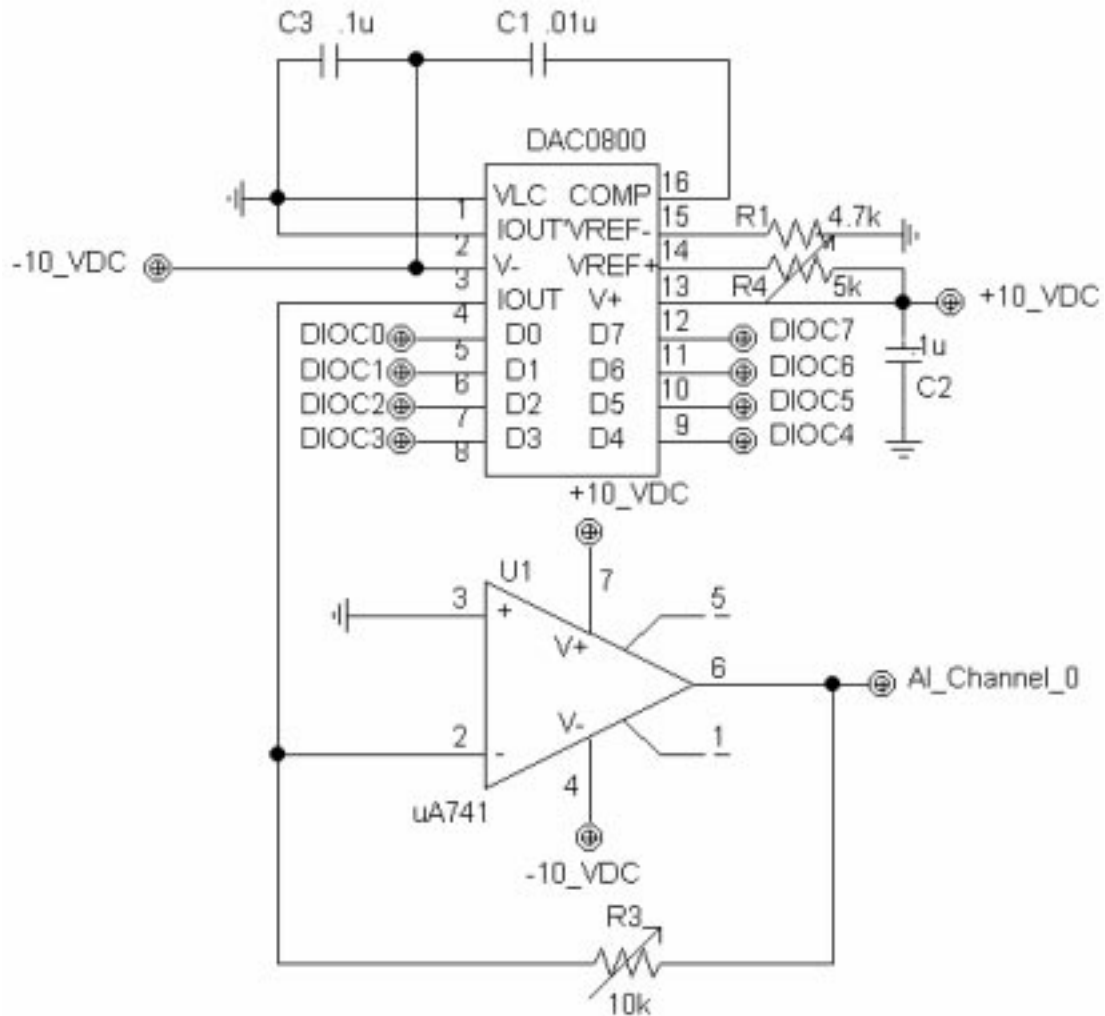 C3 .1u C1 .01u
DAC0800
VLC COMP 16
1 IOUT' VREF- 15 R1 4.7k
2 V- VREF+ 14
-10_VDC
3 IOUT V+ 13 R4 5k +10_VDC
4
DIOC0 D0 D7 12 DIOC7
5 .1u
DIOC1 D1 D6 11 DIOC6
6 C2
DIOC2 D2 D5 10 DIOC5
7
DIOC3 D3 D4 9 DIOC4
8
+10_VDC
U1 7
3 + 5
V+
6 AI_Channel_0
V-
2 - 1
4
uA741
-10_VDC
R3
10k